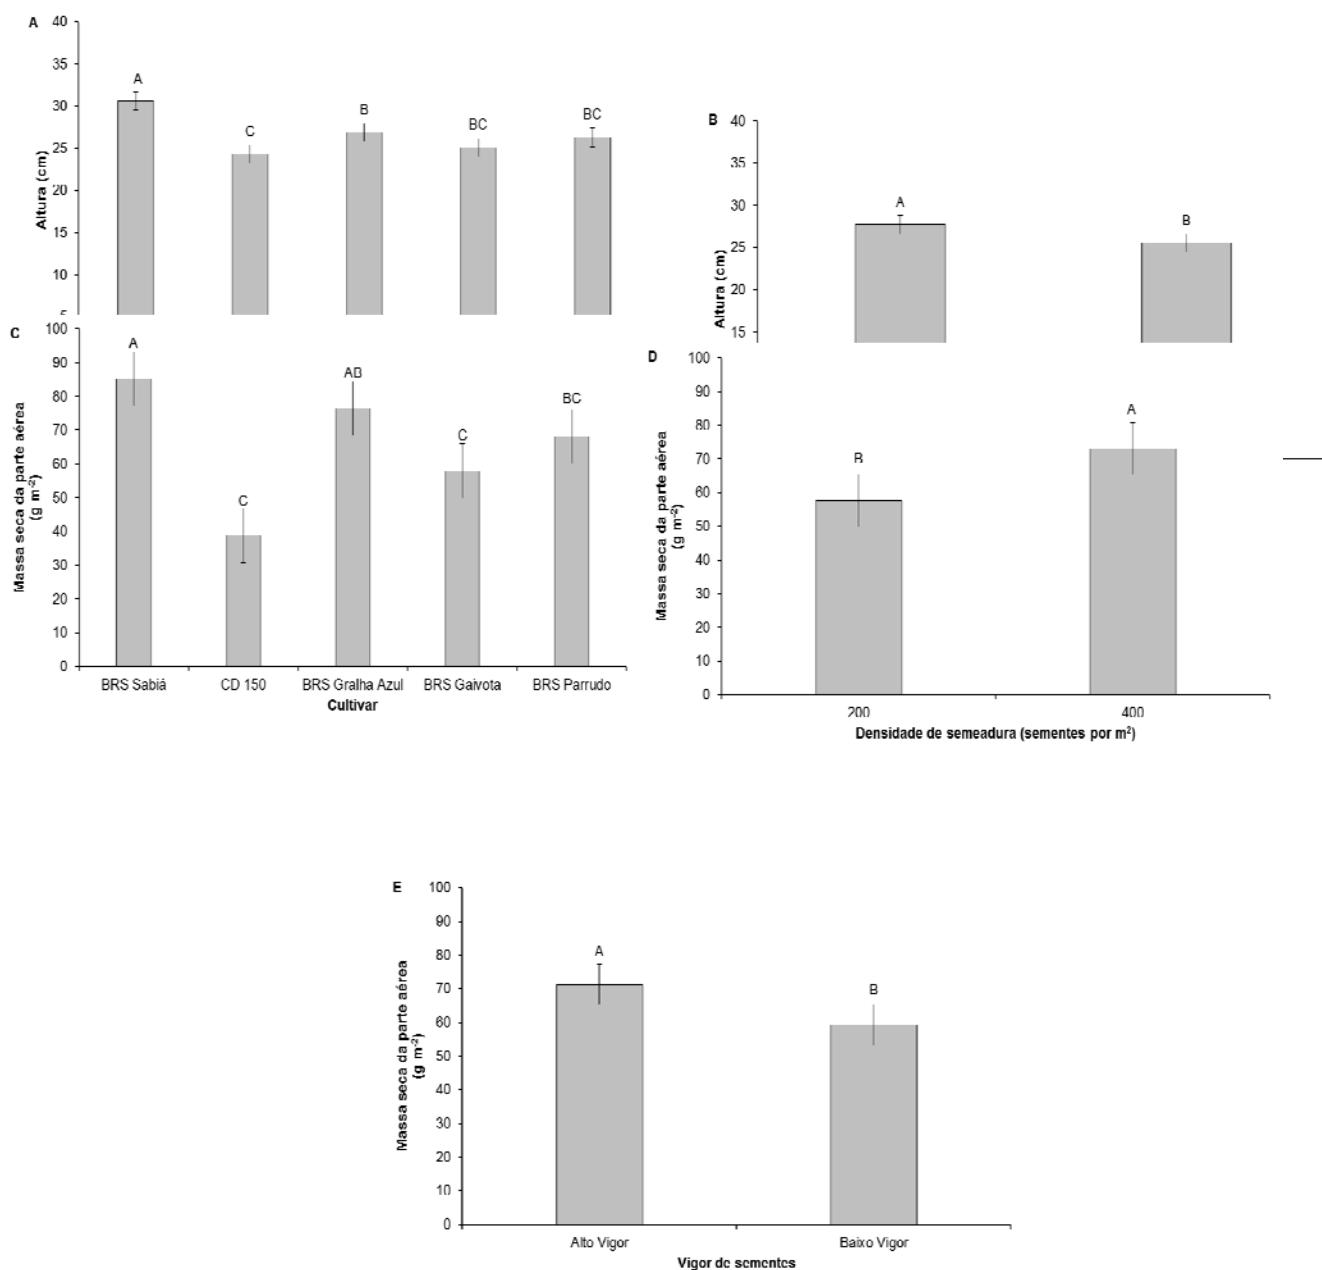 A
40
35
30
25
20
15
10
Altura (cm)
A
C
B
BC
BC
B
40
35
30
25
20
15
Altura (cm)
A
B
C
100
90
80
70
60
50
40
30
20
10
0
Massa seca da parte aérea
(g m⁻²)
A
C
AB
C
BC
BRS Sabiá
CD 150
BRS Gralha Azul
BRS Gaivota
BRS Parrudo
Cultivar
D
100
90
80
70
60
50
40
30
20
10
0
Massa seca da parte aérea
(g m⁻²)
B
A
200
400
Densidade de semeadura (sementes por m²)
E
100
90
80
70
60
50
40
30
20
10
0
Massa seca da parte aérea
(g m⁻²)
A
B
Alto Vigor
Baixo Vigor
Vigor de sementes